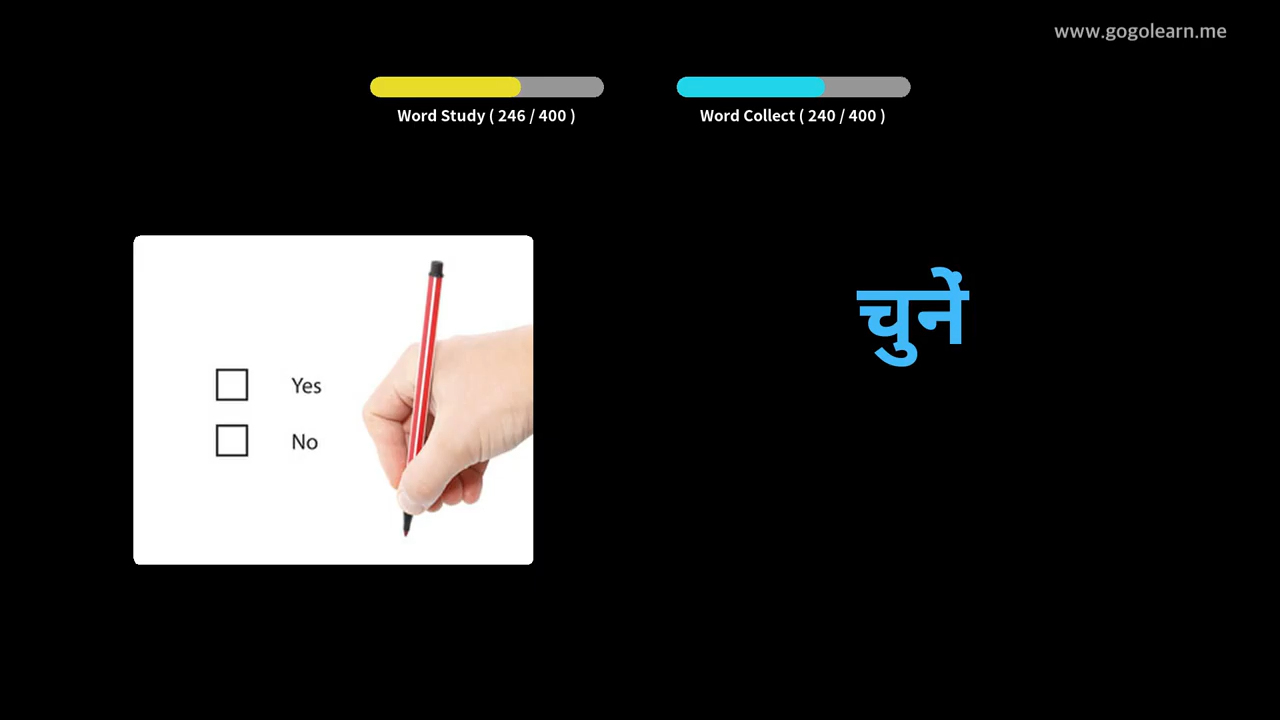 www.gogolearn.me
Word Study ( 246 / 400 )
Word Collect ( 240 / 400 )
चुनें
Yes
No